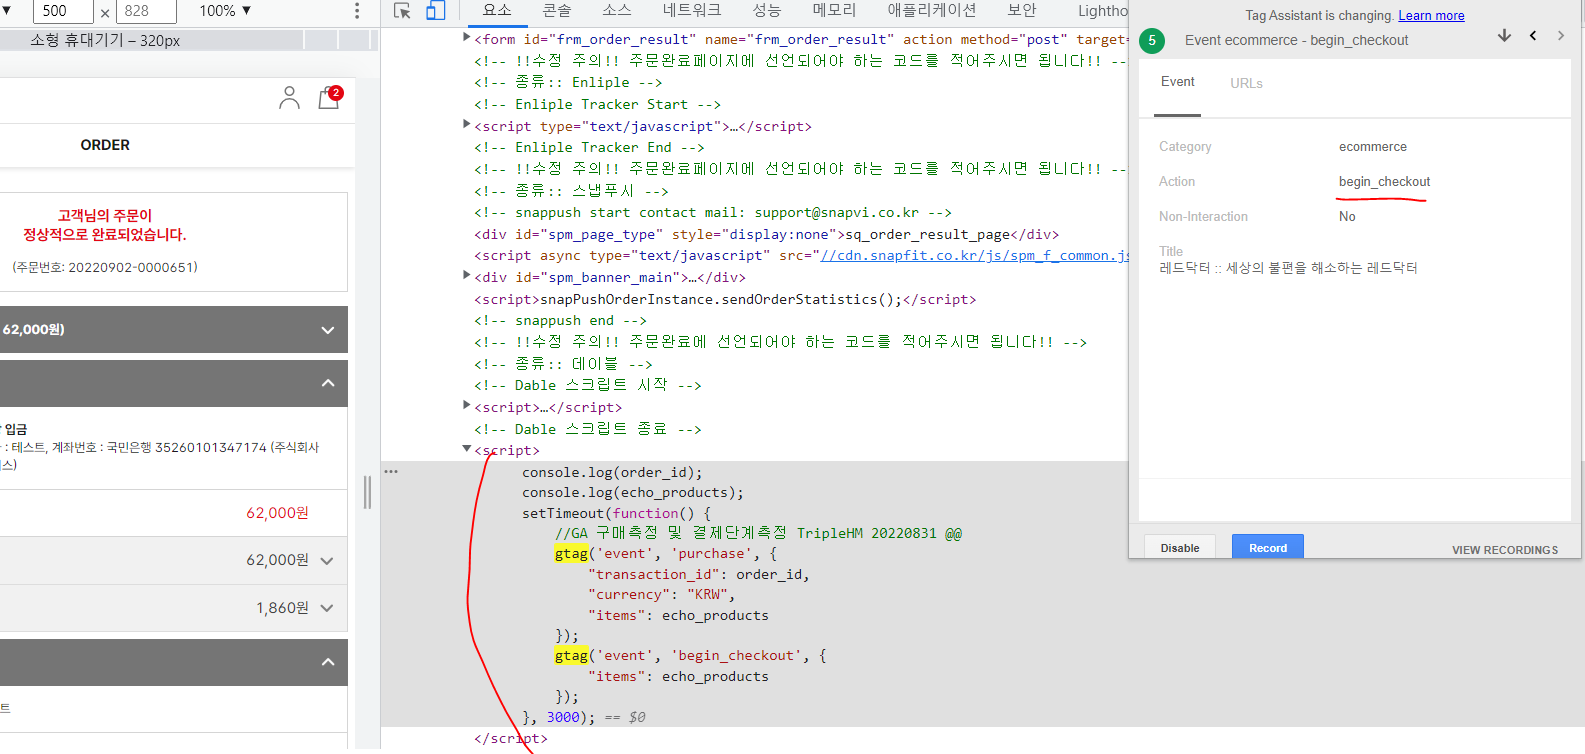 500 × 828 100%
소형 휴대기기 – 320px
2
ORDER
고객님의 주문이
정상적으로 완료되었습니다.
(주문번호: 20220902-0000651)
62,000원)
입금
: 테스트, 계좌번호 : 국민은행 35260101347174 (주식회사
스)
62,000원
62,000원
1,860원
트
요소 콘솔 소스 네트워크 성능 메모리 애플리케이션 보안 Lightho
<form id="frm_order_result" name="frm_order_result" action method="post" target=
<!-- !!수정 주의!! 주문완료페이지에 선언되어야 하는 코드를 적어주시면 됩니다!! --
<!-- 종류:: Enliple -->
<!-- Enliple Tracker Start -->
<script type="text/javascript">…</script>
<!-- Enliple Tracker End -->
<!-- !!수정 주의!! 주문완료페이지에 선언되어야 하는 코드를 적어주시면 됩니다!! --
<!-- 종류:: 스냅푸시 -->
<!-- snappush start contact mail: support@snapvi.co.kr -->
<div id="spm_page_type" style="display:none">sq_order_result_page</div>
<script async type="text/javascript" src="//cdn.snapfit.co.kr/js/spm_f_common.js
<div id="spm_banner_main">…</div>
<script>snapPushOrderInstance.sendOrderStatistics();</script>
<!-- snappush end -->
<!-- !!수정 주의!! 주문완료에 선언되어야 하는 코드를 적어주시면 됩니다!! -->
<!-- 종류:: 데이블 -->
<!-- Dable 스크립트 시작 -->
<script>…</script>
<!-- Dable 스크립트 종료 -->
<script>
console.log(order_id);
console.log(echo_products);
setTimeout(function() {
//GA 구매측정 및 결제단계측정 TripleHM 20220831 @@
gtag('event', 'purchase', {
"transaction_id": order_id,
"currency": "KRW",
"items": echo_products
});
gtag('event', 'begin_checkout', {
"items": echo_products
});
}, 3000); == $0
</script>
Tag Assistant is changing. Learn more
5 Event ecommerce - begin_checkout
Event URLs
Category ecommerce
Action begin_checkout
Non-Interaction No
Title
레드닥터 :: 세상의 불편을 해소하는 레드닥터
Disable Record VIEW RECORDINGS